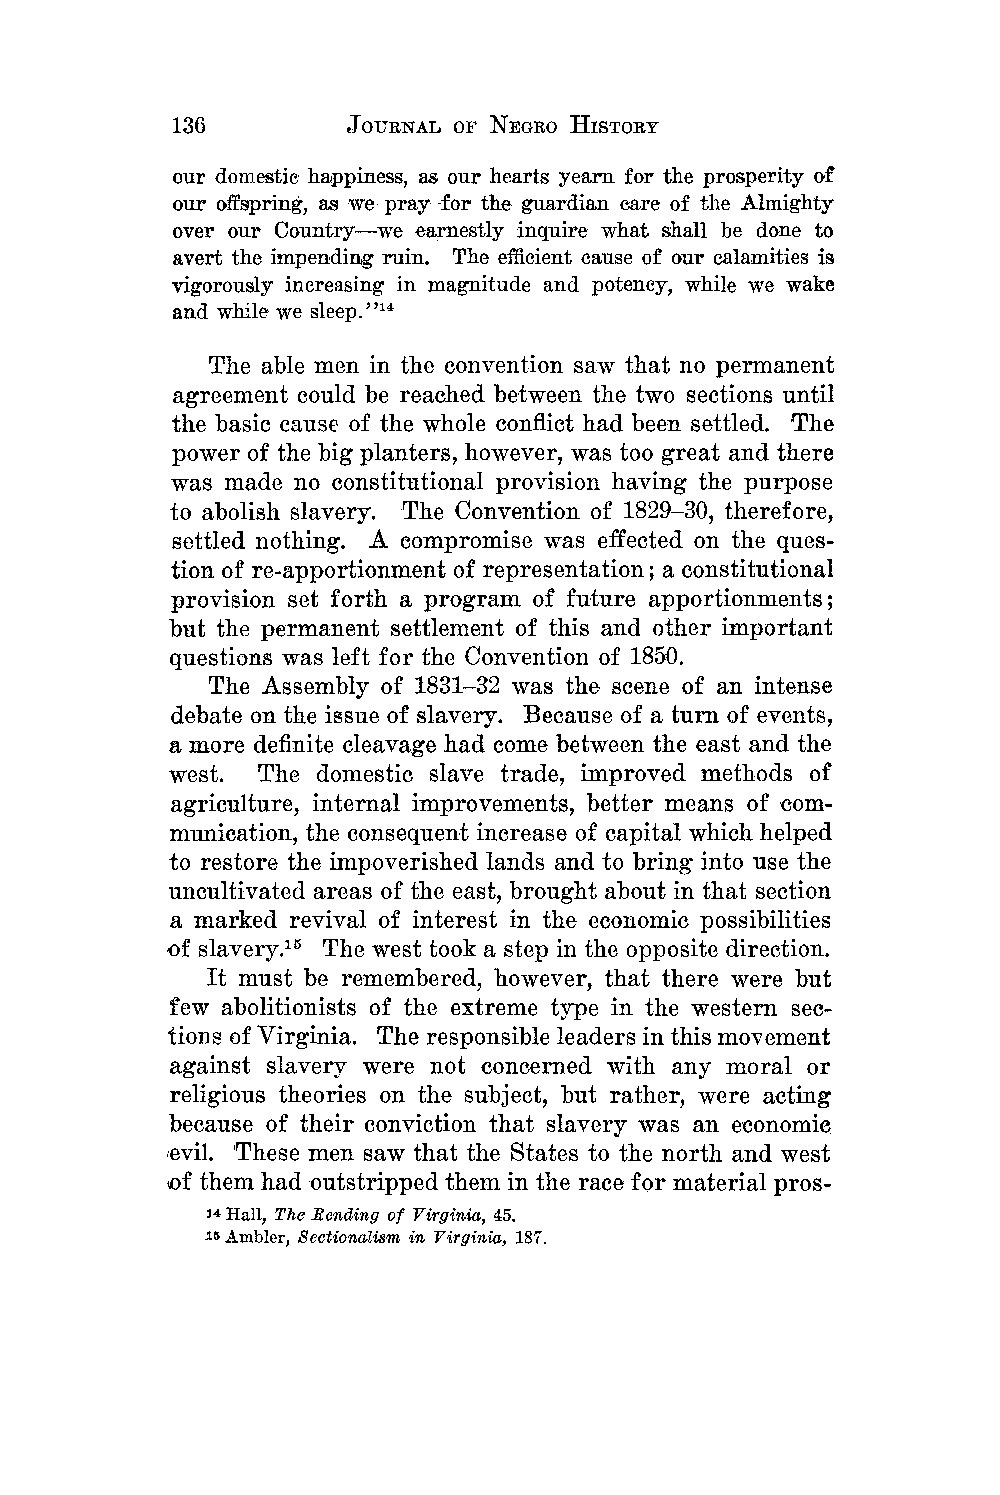 136 JOURNAL OF NEGRO HISTORY
our domestic happiness, as our hearts yearn for the prosperity of
our offspring, as we pray for the guardian care of the Almighty
over our Country—we earnestly inquire what shall be done to
avert the impending ruin. The efficient cause of our calamities is
vigorously increasing in magnitude and potency, while we wake
and while we sleep.''14
The able men in the convention saw that no permanent
agreement could be reached between the two sections until
the basic cause of the whole conflict had been settled. The
power of the big planters, however, was too great and there
was made no constitutional provision having the purpose
to abolish slavery. The Convention of 1829–30, therefore,
settled nothing. A compromise was effected on the ques-
tion of re-apportionment of representation; a constitutional
provision set forth a program of future apportionments;
but the permanent settlement of this and other important
questions was left for the Convention of 1850.
The Assembly of 1831–32 was the scene of an intense
debate on the issue of slavery. Because of a turn of events,
a more definite cleavage had come between the east and the
west. The domestic slave trade, improved methods of
agriculture, internal improvements, better means of com-
munication, the consequent increase of capital which helped
to restore the impoverished lands and to bring into use the
uncultivated areas of the east, brought about in that section
a marked revival of interest in the economic possibilities
of slavery.15 The west took a step in the opposite direction.
It must be remembered, however, that there were but
few abolitionists of the extreme type in the western sec-
tions of Virginia. The responsible leaders in this movement
against slavery were not concerned with any moral or
religious theories on the subject, but rather, were acting
because of their conviction that slavery was an economic
evil. These men saw that the States to the north and west
of them had outstripped them in the race for material pros-
14 Hall, The Rending of Virginia, 45.
15 Ambler, Sectionalism in Virginia, 187.